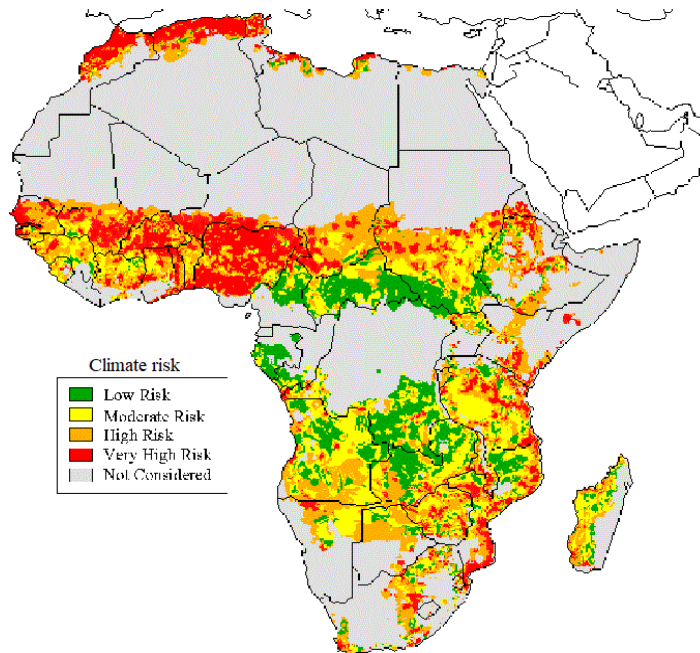 Climate risk
Low Risk
Moderate Risk
High Risk
Very High Risk
Not Considered